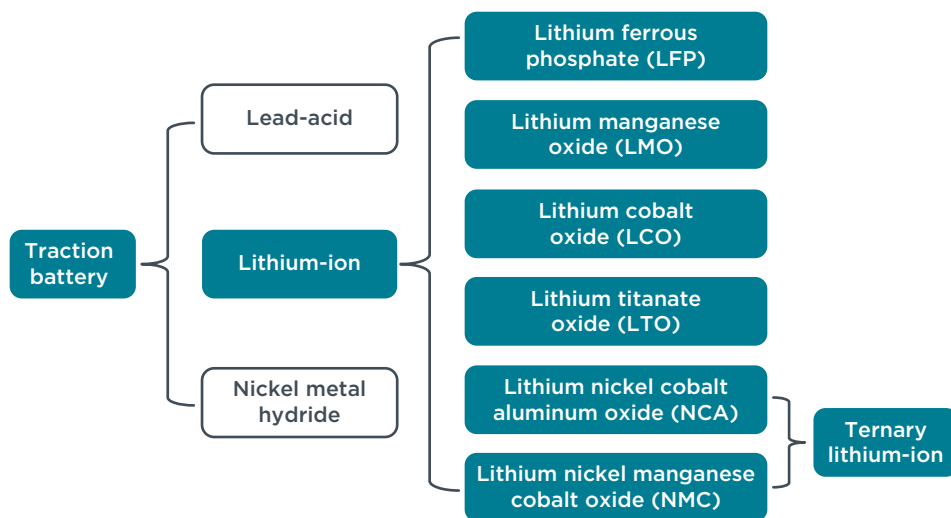 Traction
battery
Lead-acid
Lithium-ion
Nickel metal
hydride
Lithium ferrous
phosphate (LFP)
Lithium manganese
oxide (LMO)
Lithium cobalt
oxide (LCO)
Lithium titanate
oxide (LTO)
Lithium nickel cobalt
aluminum oxide (NCA)
Lithium nickel manganese
cobalt oxide (NMC)
Ternary
lithium-ion